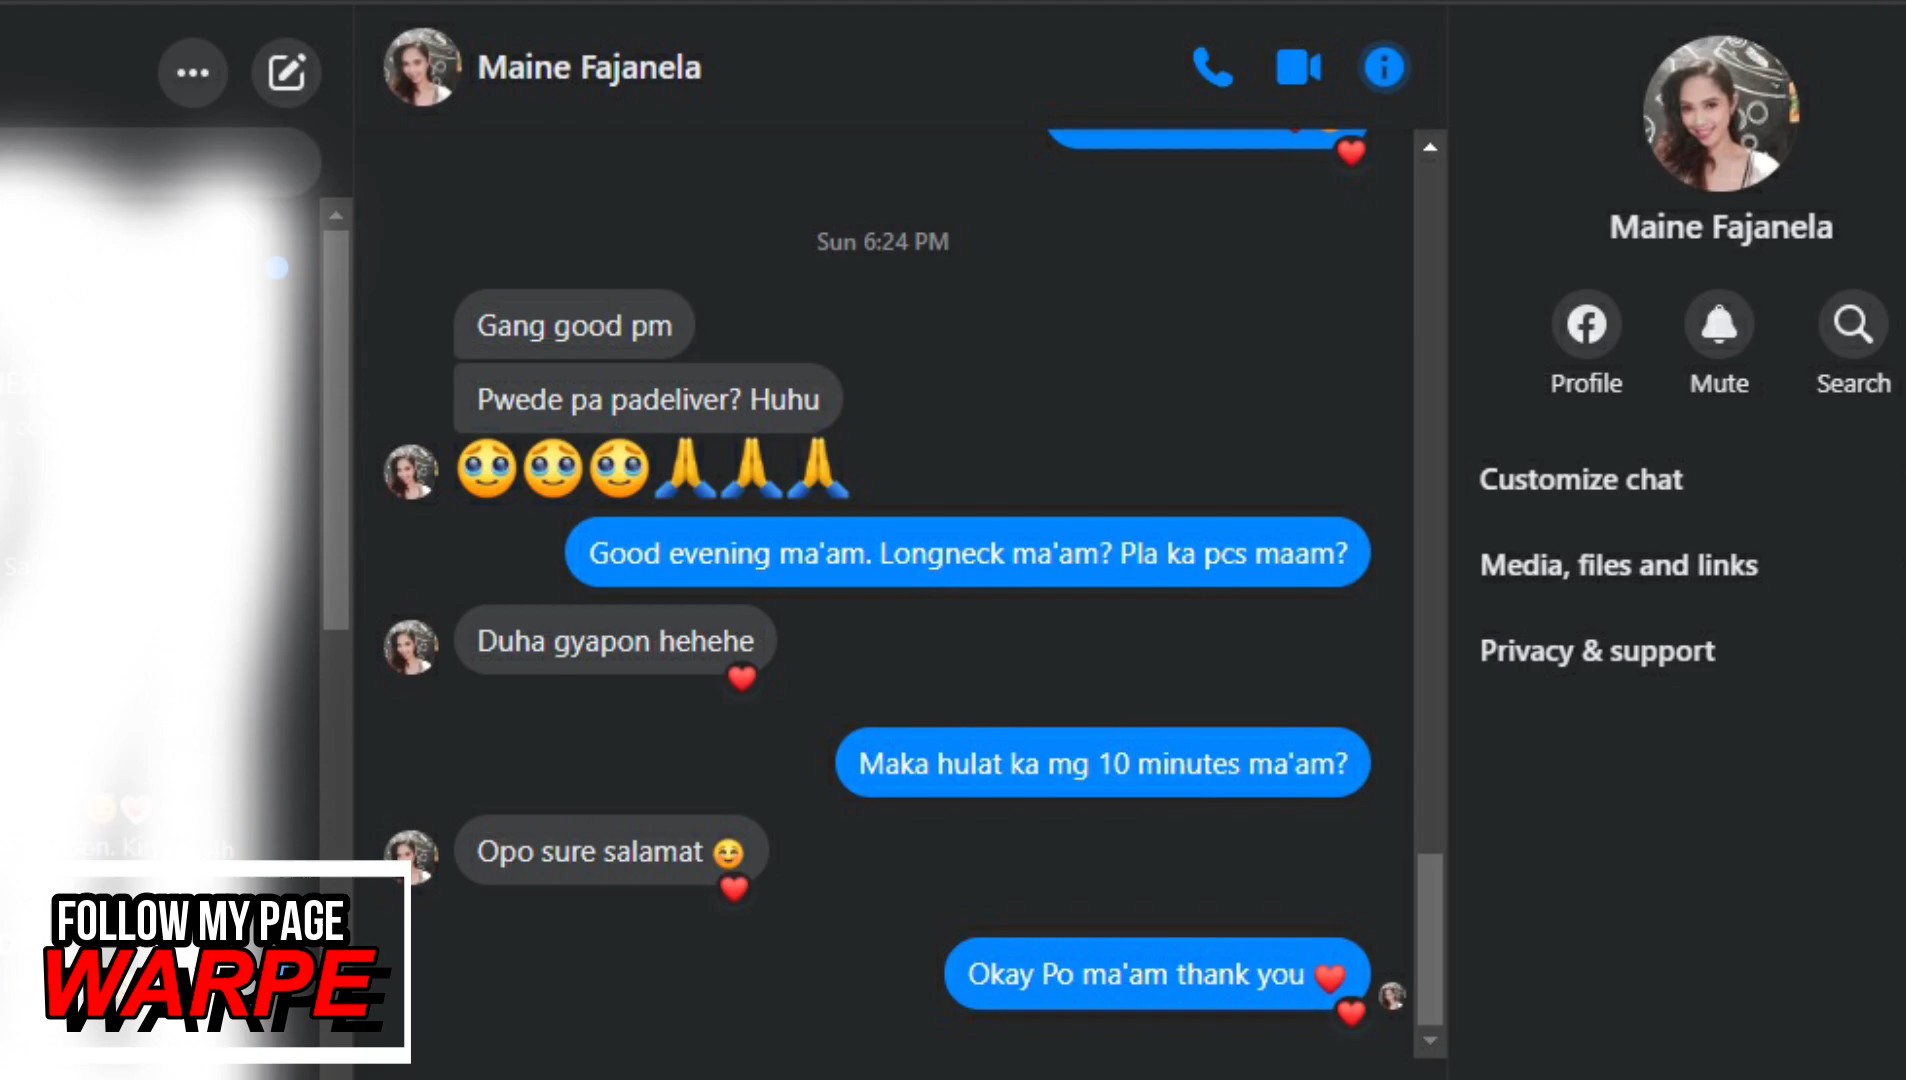 Maine Fajanela
Sun 6:24 PM
Gang good pm
Pwede pa padeliver? Huhu
🥹🥹🥹🙏🙏🙏
Good evening ma'am. Longneck ma'am? Pla ka pcs maam?
Duha gyapon hehehe
Maka hulat ka mg 10 minutes ma'am?
Opo sure salamat ☺️
Okay Po ma'am thank you ❤️
Maine Fajanela
Profile
Mute
Search
Customize chat
Media, files and links
Privacy & support
FOLLOW MY PAGE
WARPE